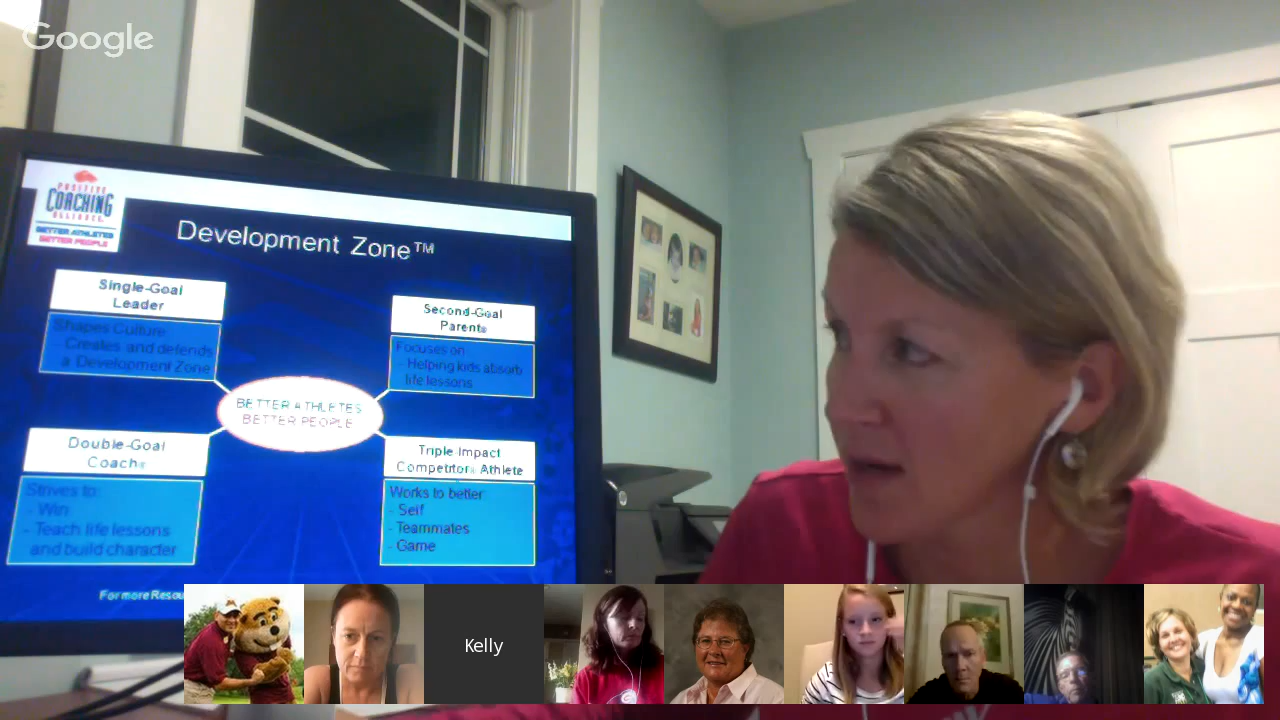 Google
POSITIVE
COACHING
ALLIANCE
BETTER ATHLETES
BETTER PEOPLE
Development Zone™
Single-Goal
Leader
Shapes Culture:
- Creates and defends
a Development Zone
Second-Goal
Parent®
Focuses on:
- Helping kids absorb
life lessons
BETTER ATHLETES
BETTER PEOPLE
Double-Goal
Coach®
Strives to:
- Win
- Teach life lessons
and build character
Triple-Impact
Competitor® Athlete
Works to better
- Self
- Teammates
- Game
For more Resou
Kelly